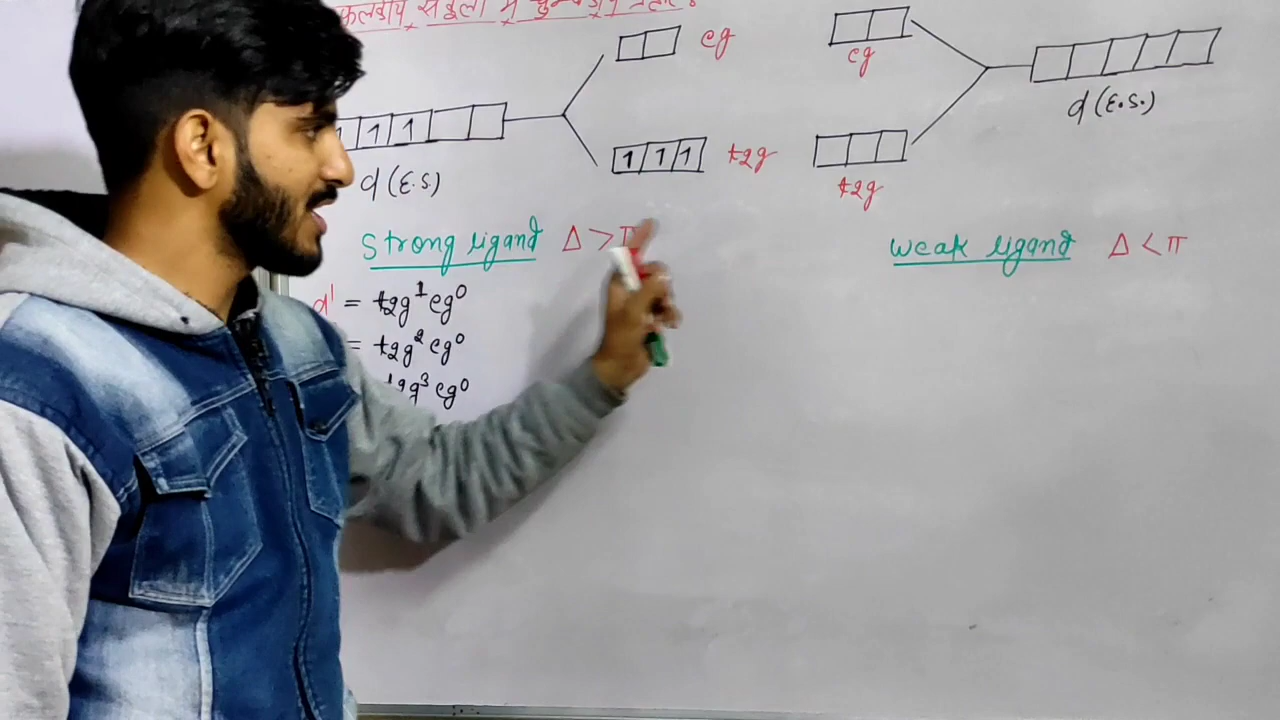 में
eg
eg
1 1 1
d (E.S.)
1 1 1 t2g
t2g
d (E.S.)
Strong ligand Δ > π
Weak ligand Δ < π
d¹ = t2g¹ eg⁰
= t2g² eg⁰
t2g³ eg⁰